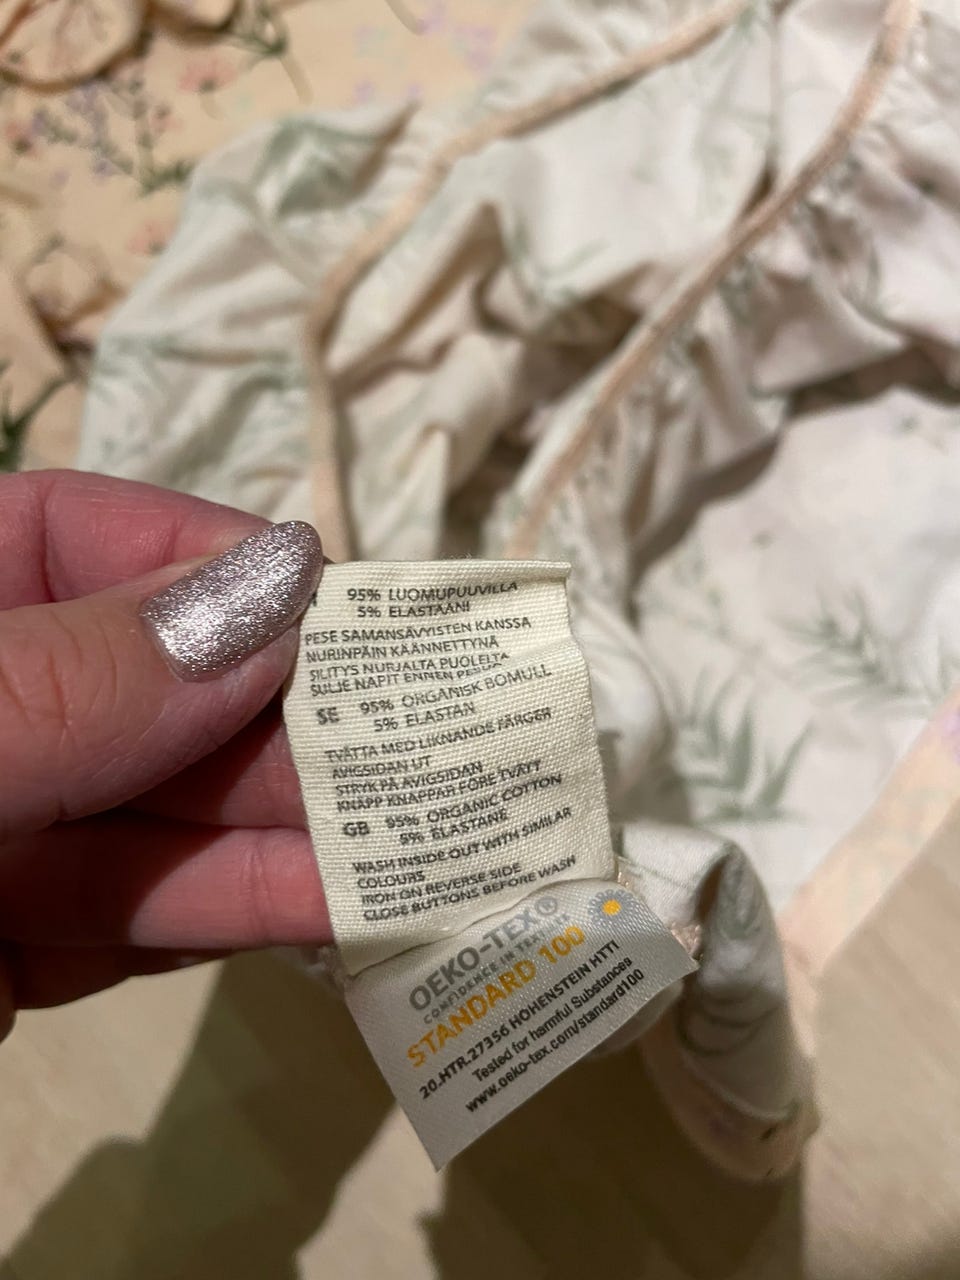 95% LUOMUPUUVILLA
5% ELASTAANI
PESE SAMANSÄVYISTEN KANSSA
NURINPÄIN KÄÄNNETTYNÄ
SILITYS NURJALTA PUOLELTA
SULJE NAPIT ENNEN PESUA
SE 95% ORGANISK BOMULL
5% ELASTAN
TVÄTTA MED LIKNANDE FÄRGER
AVIGSIDAN UT
STRYK PÅ AVIGSIDAN
KNÄPP KNAPPAR FÖRE TVÄTT
GB 95% ORGANIC COTTON
5% ELASTANE
WASH INSIDE OUT WITH SIMILAR
COLOURS
IRON ON REVERSE SIDE
CLOSE BUTTONS BEFORE WASH
OEKO-TEX®
CONFIDENCE IN TEXTILES
STANDARD 100
20.HTR.27356 HOHENSTEIN HTTI
Tested for harmful Substances
www.oeko-tex.com/standard100